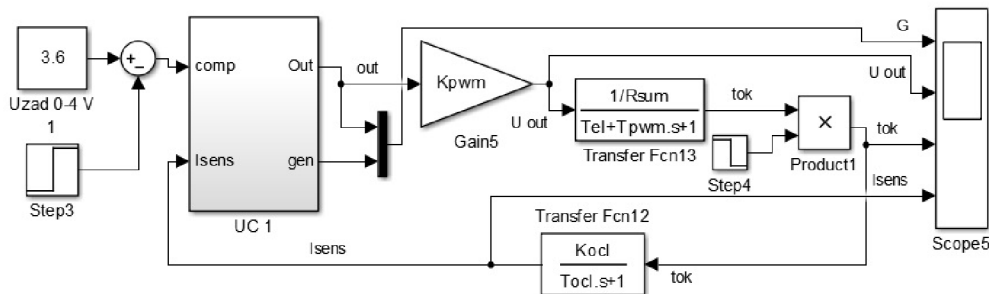 3.6
Uzad 0-4 V
1
Step3
+
−
comp
Isens
Out
gen
UC 1
out
Kpwm
Gain5
U out
1/Rsum
Tel+Tpwm.s+1
Transfer Fcn13
tok
Step4
×
Product1
G
U out
tok
Isens
Scope5
Transfer Fcn12
Kocl
Tocl.s+1
Isens
tok